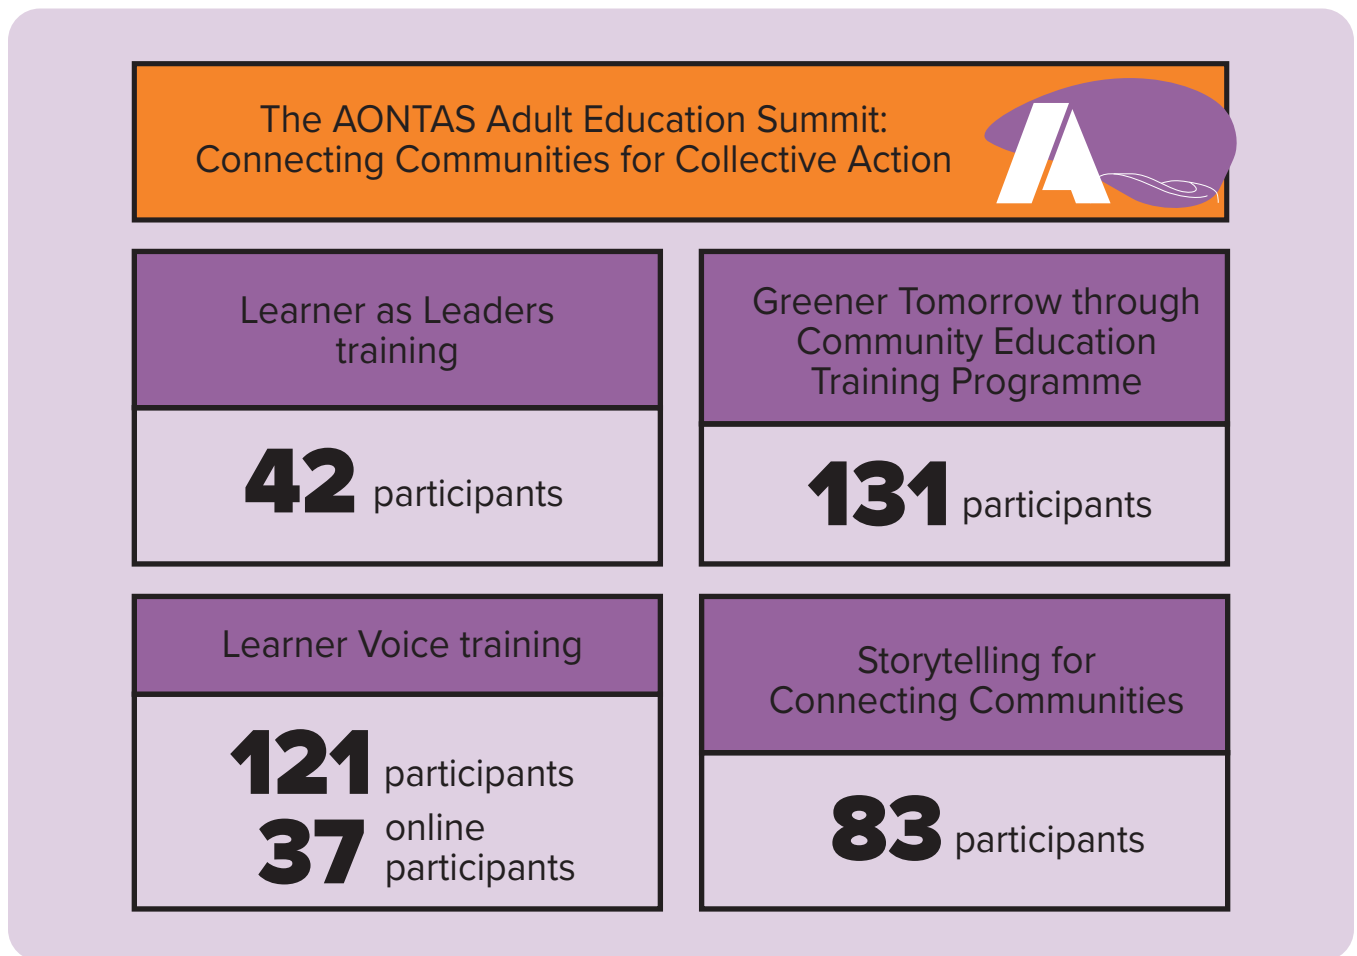 The AONTAS Adult Education Summit:
Connecting Communities for Collective Action
A
Learner as Leaders
training
42 participants
Greener Tomorrow through
Community Education
Training Programme
131 participants
Learner Voice training
121 participants
37 online
participants
Storytelling for
Connecting Communities
83 participants